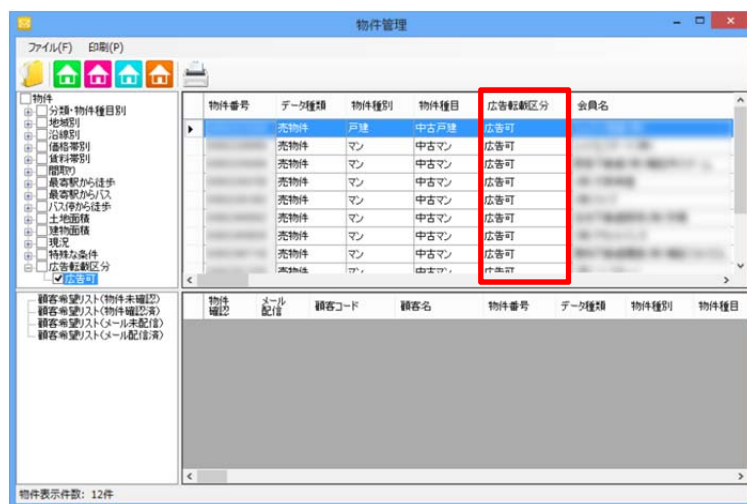 物件管理
ファイル(F) 印刷(P)
物件
分類・物件種目別
地域別
沿線別
価格帯別
賃料帯別
間取り
最寄駅から徒歩
最寄駅からバス
バス停から徒歩
土地面積
建物面積
現況
特殊な条件
広告転載区分
広告可
物件番号 データ種類 物件種別 物件種目 広告転載区分 会員名
売物件 戸建 中古戸建 広告可
売物件 マン 中古マン 広告可
売物件 マン 中古マン 広告可
売物件 マン 中古マン 広告可
売物件 マン 中古マン 広告可
売物件 マン 中古マン 広告可
売物件 マン 中古マン 広告可
売物件 マン 中古マン 広告可
売物件 マン 中古マン 広告可
顧客希望リスト(物件未確認)
顧客希望リスト(物件確認済)
顧客希望リスト(メール未配信)
顧客希望リスト(メール配信済)
物件確認 メール配信 顧客コード 顧客名 物件番号 データ種類 物件種別 物件種目
物件表示件数: 12件